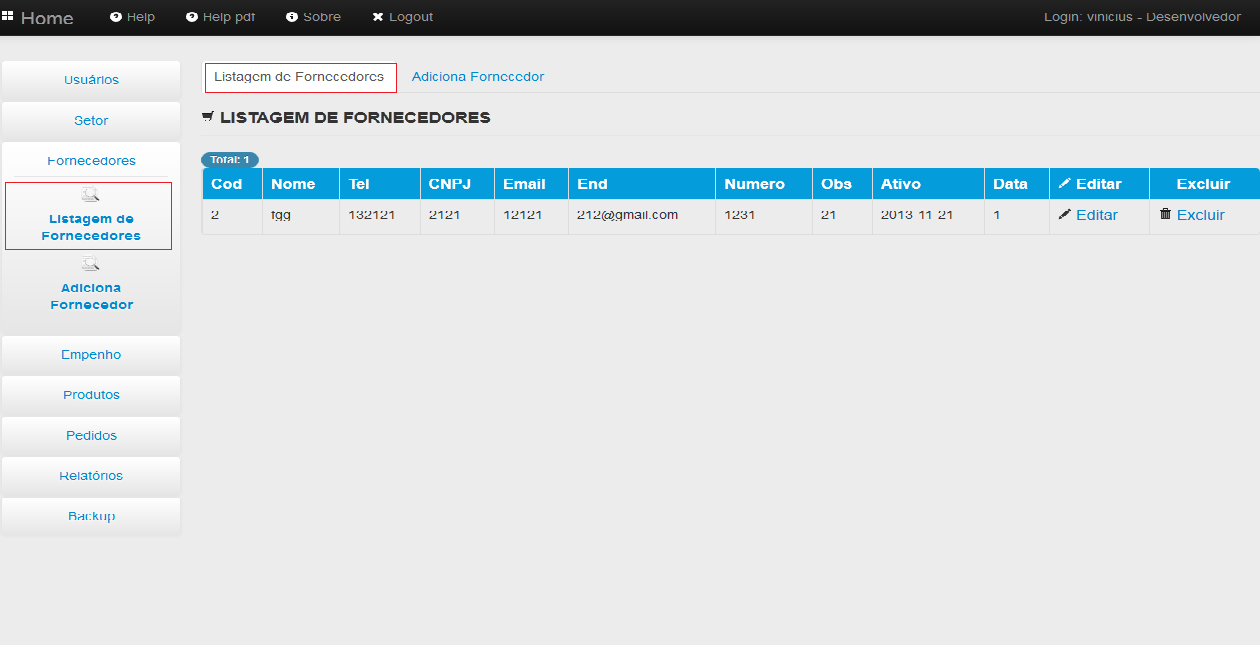 Home Help Help pdf Sobre Logout Login: vinicius - Desenvolvedor
Usuários
Setor
Fornecedores
Listagem de
Fornecedores
Adiciona
Fornecedor
Empenho
Produtos
Pedidos
Relatórios
Backup
Listagem de Fornecedores Adiciona Fornecedor
LISTAGEM DE FORNECEDORES
Total: 1
Cod Nome Tel CNPJ Email End Numero Obs Ativo Data Editar Excluir
2 fgg 132121 2121 12121 212@gmail.com 1231 21 2013-11-21 1 Editar Excluir